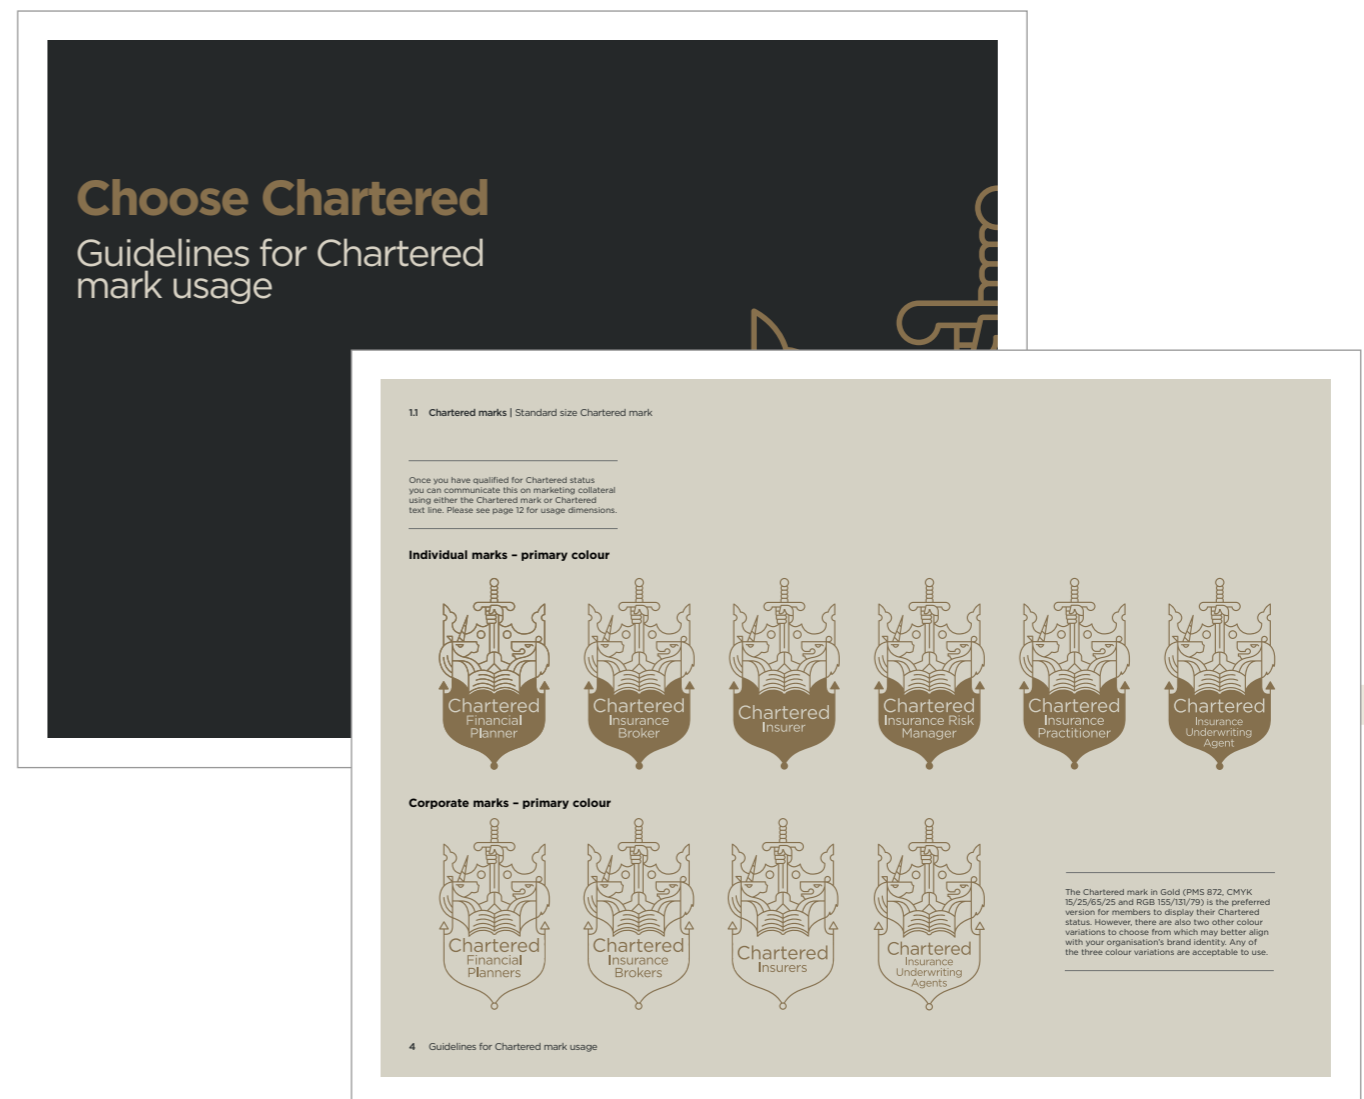 Choose Chartered
Guidelines for Chartered
mark usage
1.1 Chartered marks | Standard size Chartered mark
Once you have qualified for Chartered status
you can communicate this on marketing collateral
using either the Chartered mark or Chartered
text line. Please see page 12 for usage dimensions.
Individual marks – primary colour
Chartered
Financial
Planner
Chartered
Insurance
Broker
Chartered
Insurer
Chartered
Insurance Risk
Manager
Chartered
Insurance
Practitioner
Chartered
Insurance
Underwriting
Agent
Corporate marks – primary colour
Chartered
Financial
Planners
Chartered
Insurance
Brokers
Chartered
Insurers
Chartered
Insurance
Underwriting
Agents
The Chartered mark in Gold (PMS 872, CMYK
15/25/65/25 and RGB 155/131/79) is the preferred
version for members to display their Chartered
status. However, there are also two other colour
variations to choose from which may better align
with your organisation's brand identity. Any of
the three colour variations are acceptable to use.
4 Guidelines for Chartered mark usage